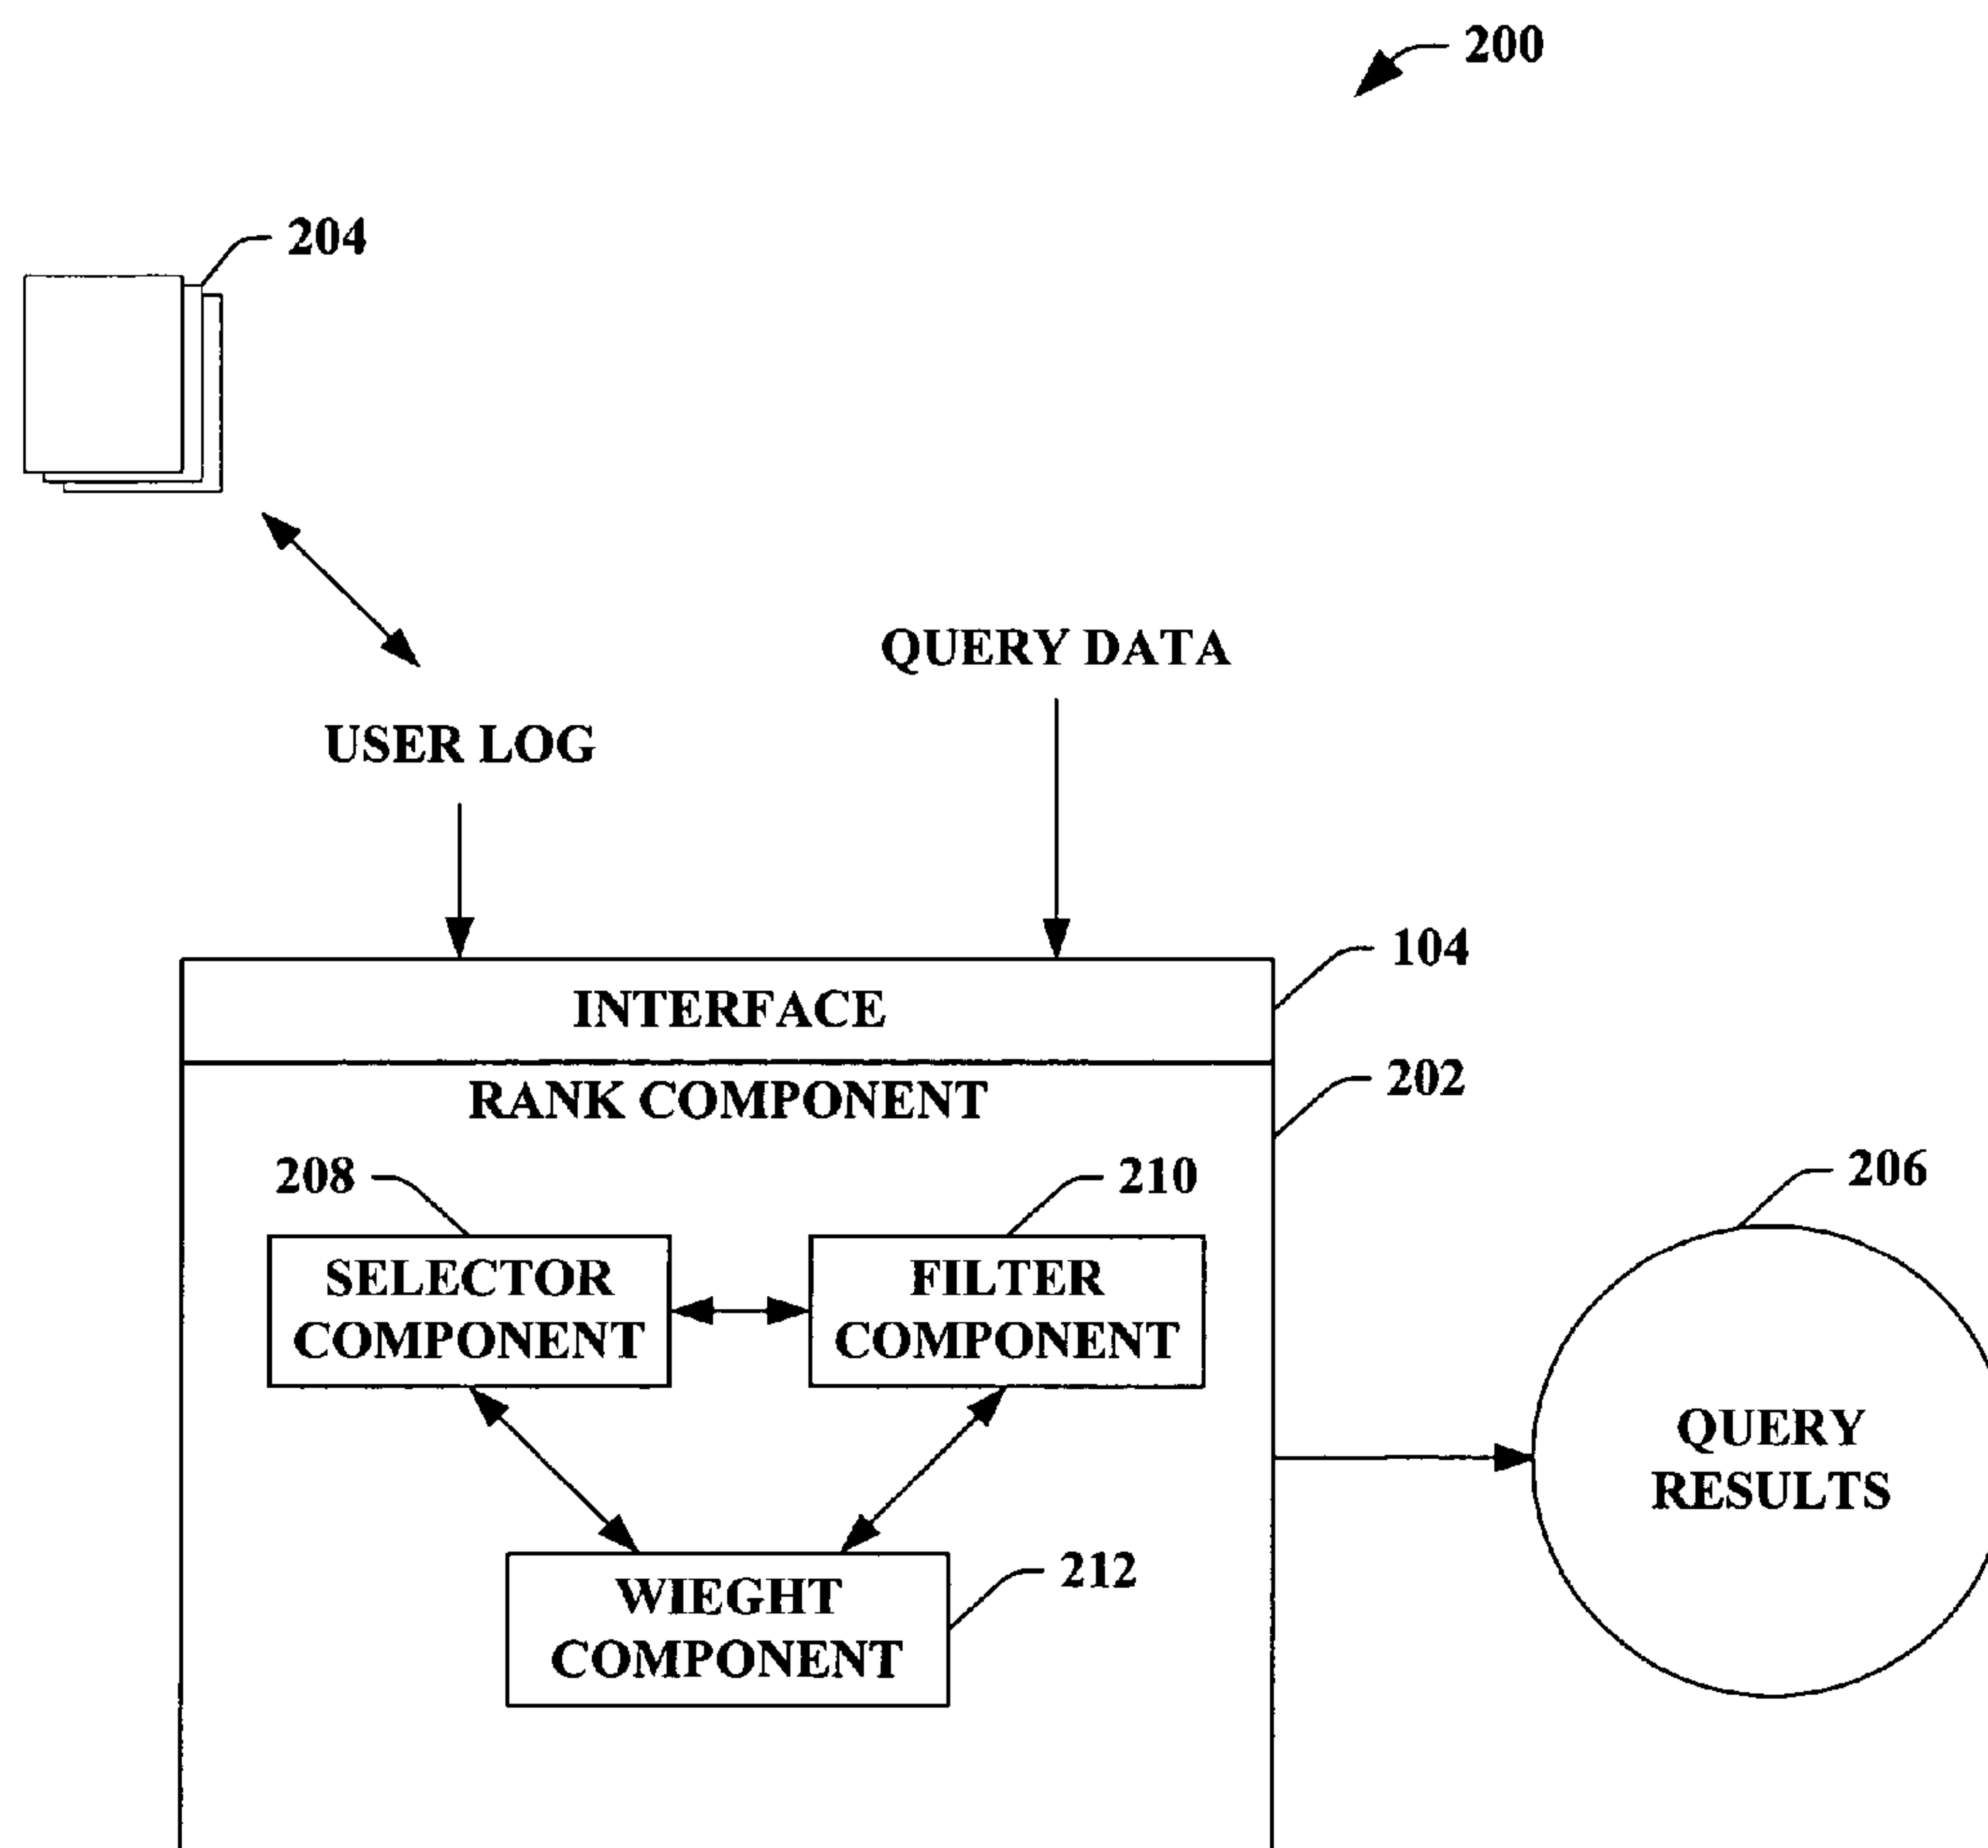 200
204
QUERY DATA
USER LOG
104
INTERFACE
202
RANK COMPONENT
208
210
206
SELECTOR
COMPONENT
FILTER
COMPONENT
QUERY
RESULTS
212
WIEGHT
COMPONENT